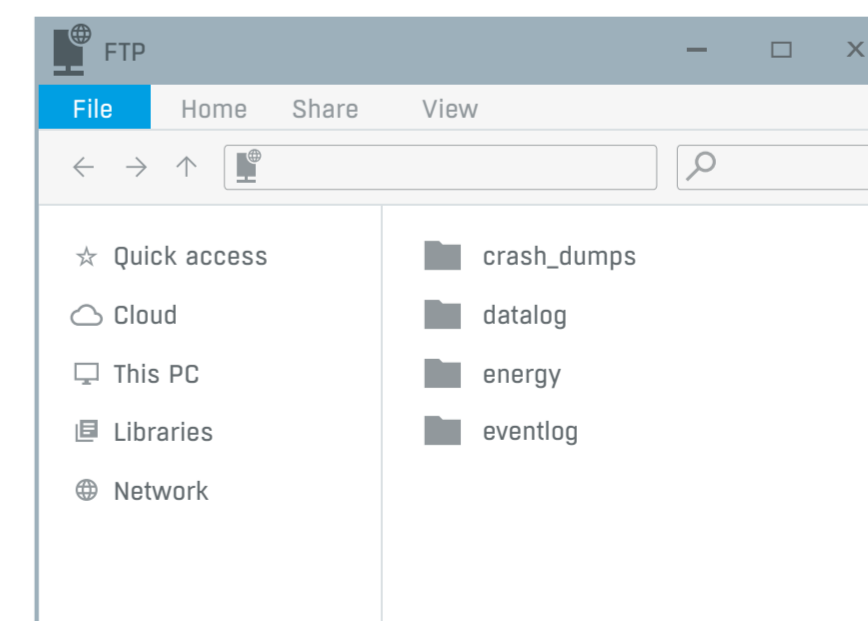 FTP
File Home Share View
Quick access
Cloud
This PC
Libraries
Network
crash_dumps
datalog
energy
eventlog